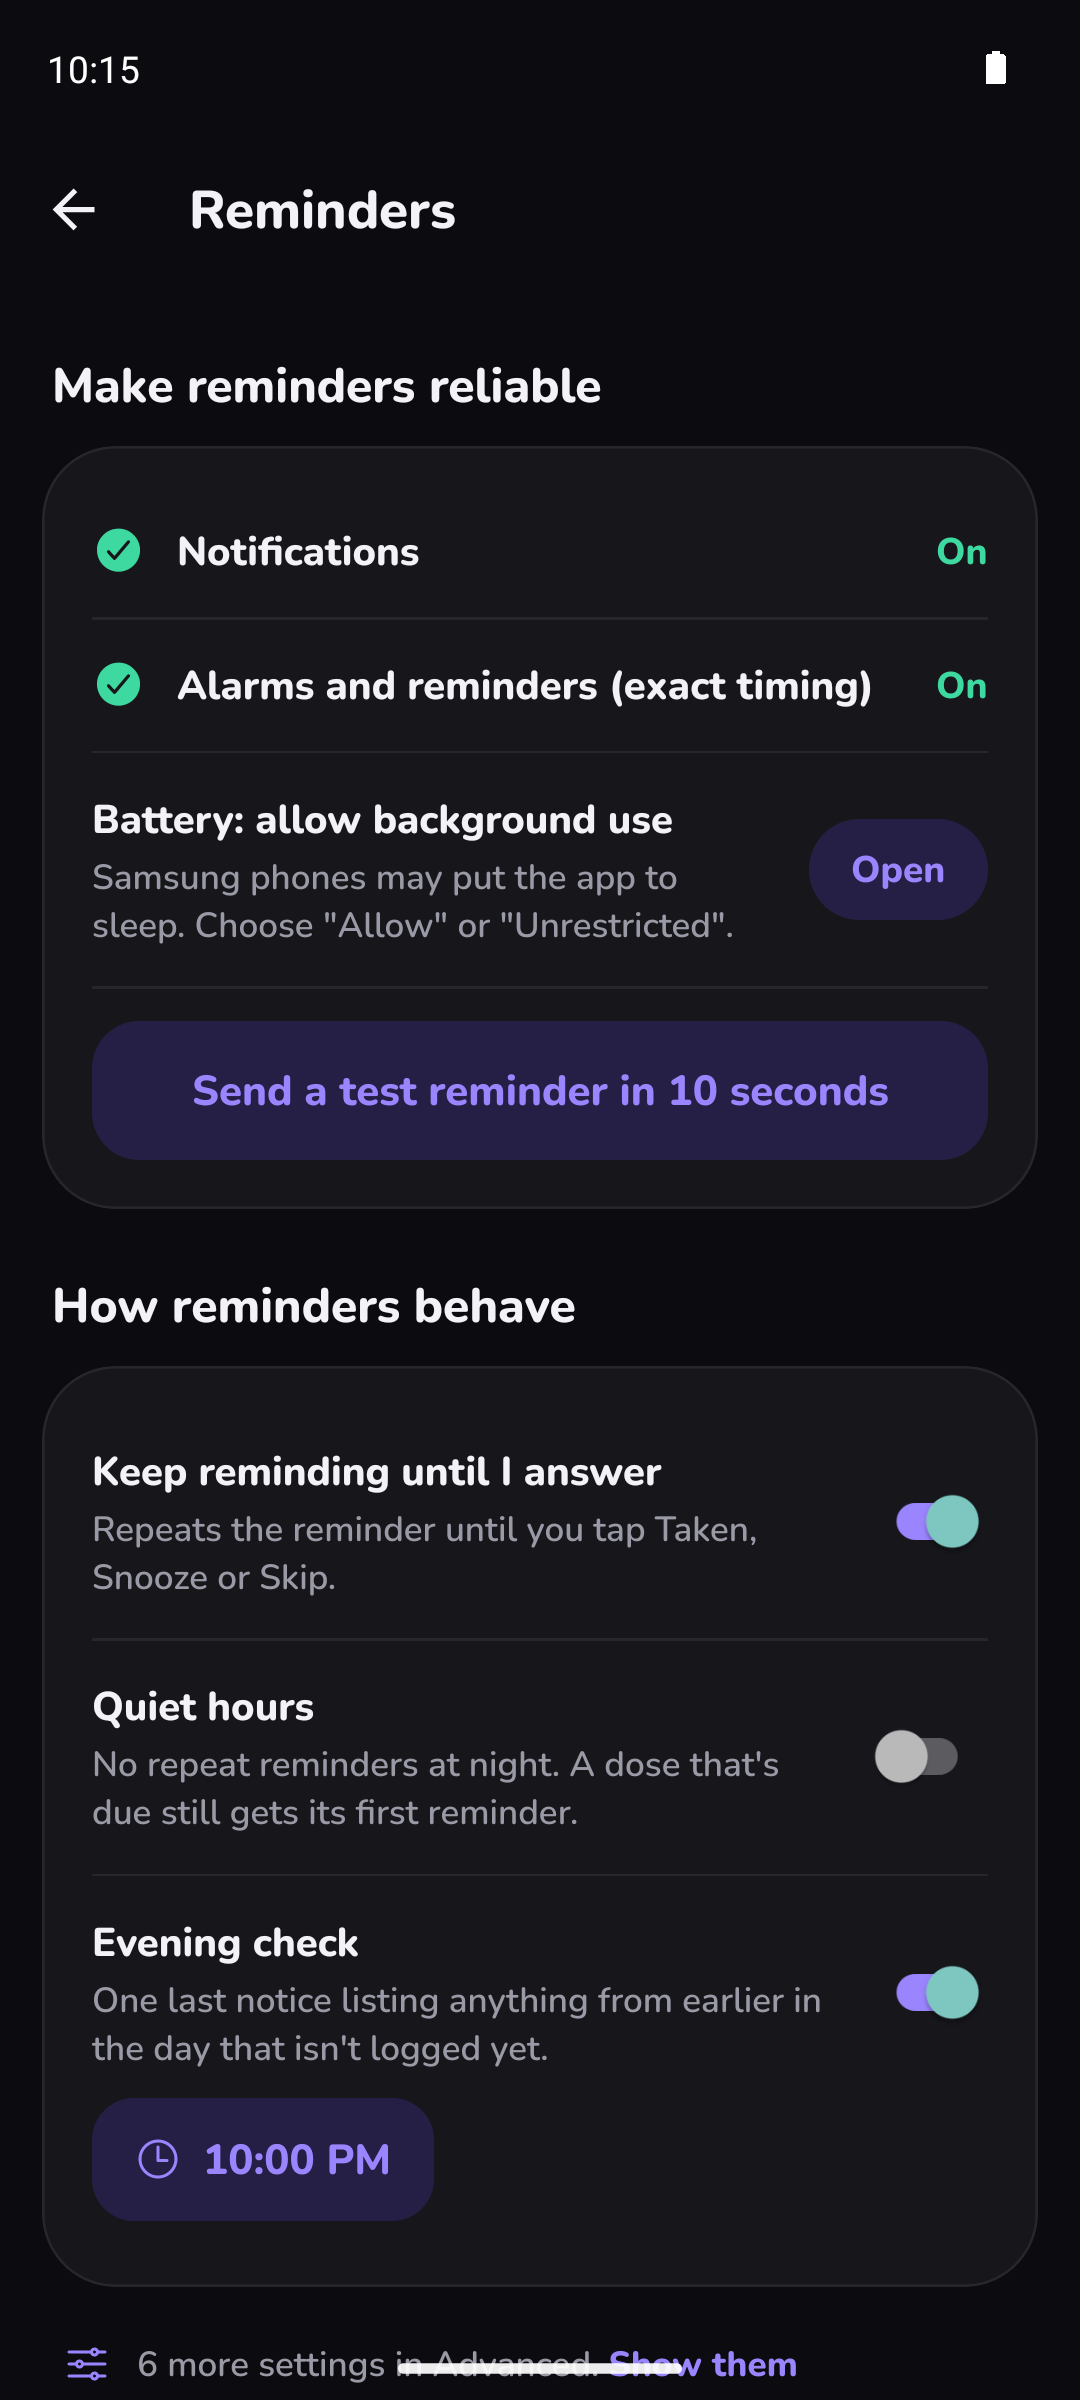 10:15
Reminders
Make reminders reliable
Notifications
On
Alarms and reminders (exact timing)
On
Battery: allow background use
Samsung phones may put the app to
sleep. Choose "Allow" or "Unrestricted".
Open
Send a test reminder in 10 seconds
How reminders behave
Keep reminding until I answer
Repeats the reminder until you tap Taken,
Snooze or Skip.
Quiet hours
No repeat reminders at night. A dose that's
due still gets its first reminder.
Evening check
One last notice listing anything from earlier in
the day that isn't logged yet.
10:00 PM
6 more settings in Advanced. Show them